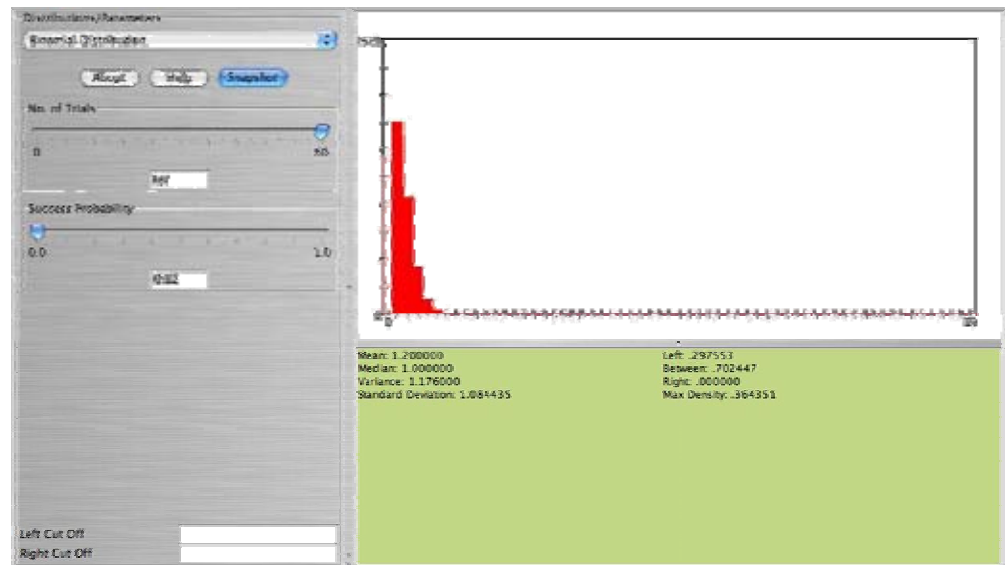 Distributions/Parameters
Binomial Distribution
About Help Snapshot
No. of Trials
0
Success Probability
0.0 1.0
0
Mean: 1.200000 Left: .297553
Median: 1.000000 Between: .702447
Variance: 1.176000 Right: .000000
Standard Deviation: 1.084435 Max Density: .364351
Left Cut Off
Right Cut Off